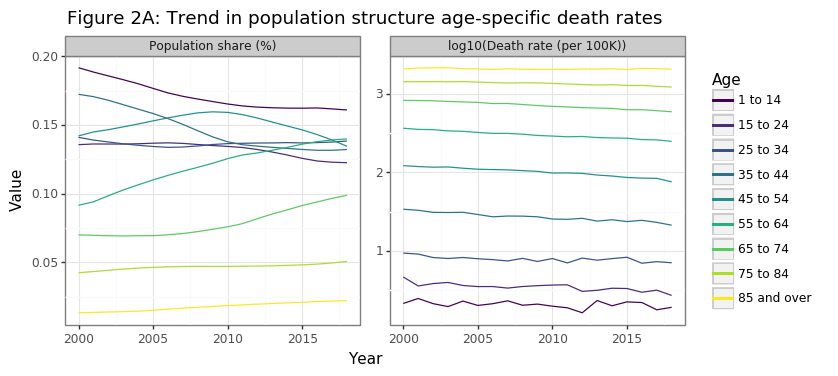 Figure 2A: Trend in population structure age-specific death rates
Population share (%)
log10(Death rate (per 100K))
0.20
0.15
0.10
0.05
3
2
1
Value
2000
2005
2010
2015
2000
2005
2010
2015
Year
Age
1 to 14
15 to 24
25 to 34
35 to 44
45 to 54
55 to 64
65 to 74
75 to 84
85 and over